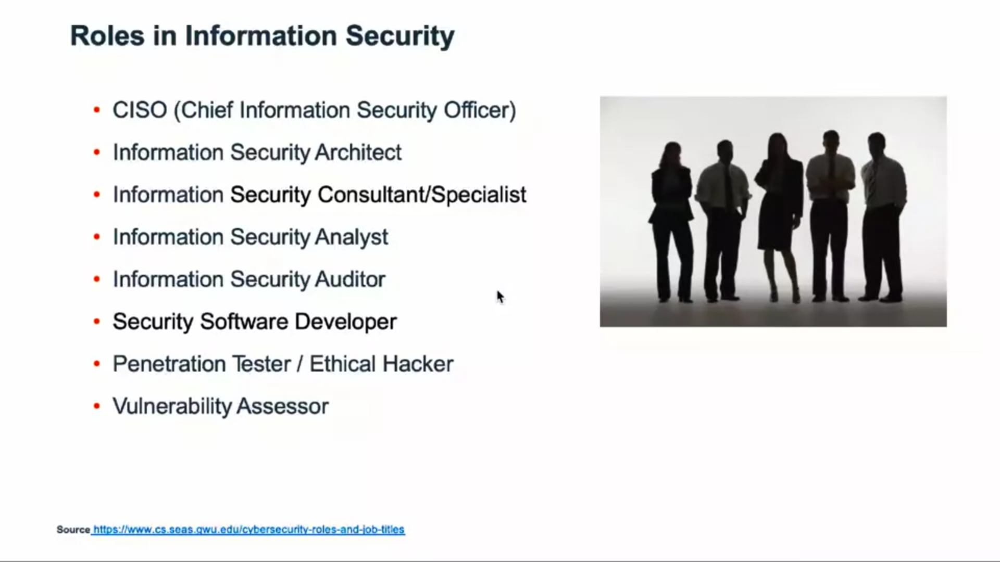 Roles in Information Security
• CISO (Chief Information Security Officer)
• Information Security Architect
• Information Security Consultant/Specialist
• Information Security Analyst
• Information Security Auditor
• Security Software Developer
• Penetration Tester / Ethical Hacker
• Vulnerability Assessor
Source https://www.cs.seas.gwu.edu/cybersecurity-roles-and-job-titles